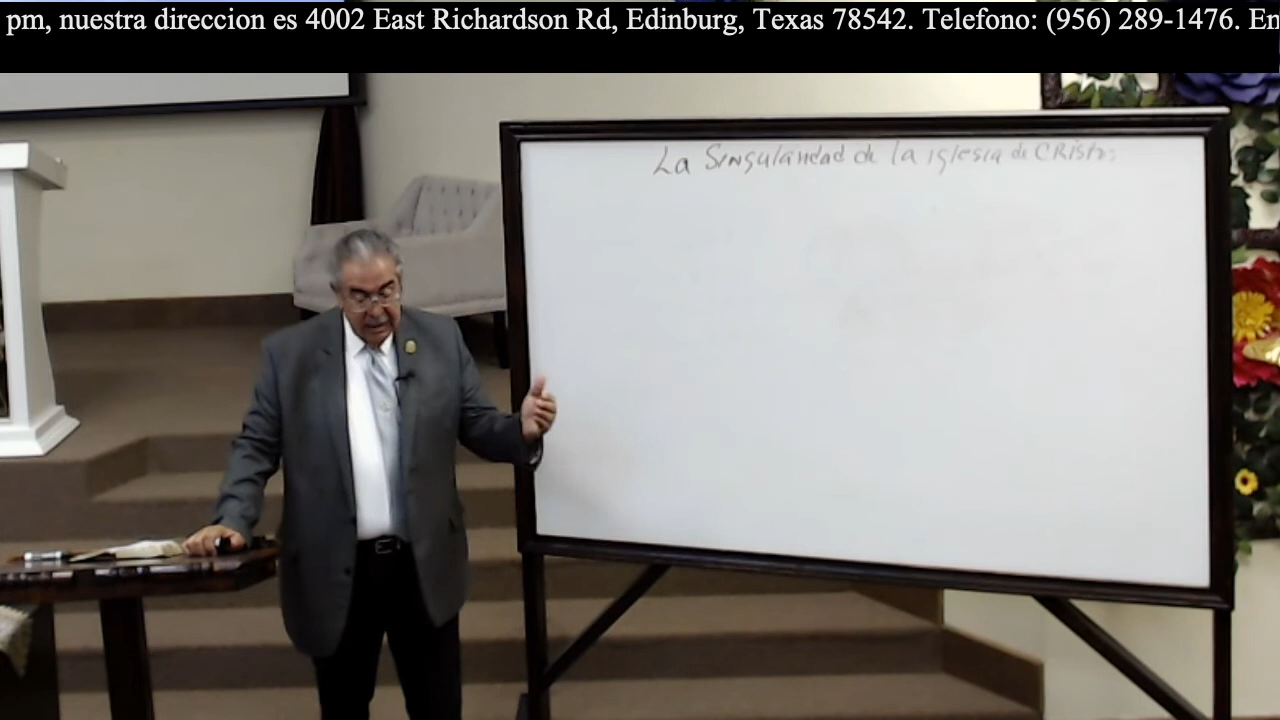 pm, nuestra direccion es 4002 East Richardson Rd, Edinburg, Texas 78542. Telefono: (956) 289-1476. En
La Singularidad de la iglesia de CRisto: